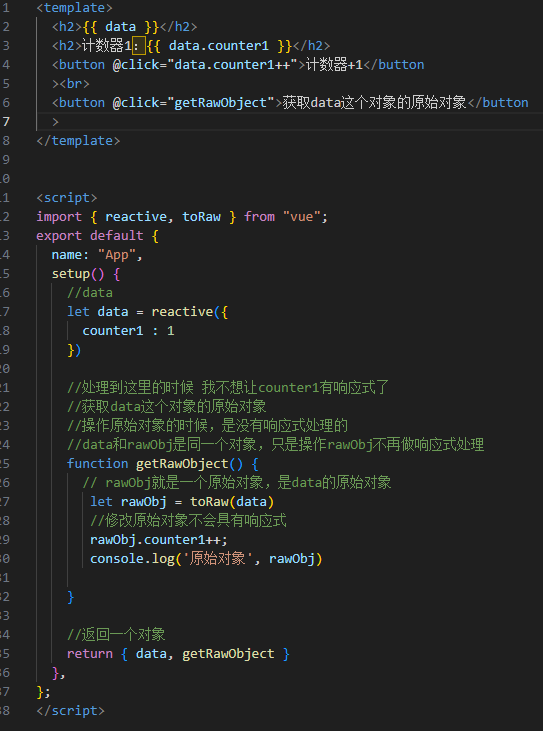 1 <template>
2 <h2>{{ data }}</h2>
3 <h2>计数器1：{{ data.counter1 }}</h2>
4 <button @click="data.counter1++">计数器+1</button
5 ><br>
6 <button @click="getRawObject">获取data这个对象的原始对象</button
7 >
8 </template>
9
10
11 <script>
12 import { reactive, toRaw } from "vue";
13 export default {
14 name: "App",
15 setup() {
16 //data
17 let data = reactive({
18 counter1 : 1
19 })
20
21 //处理到这里的时候 我不想让counter1有响应式了
22 //获取data这个对象的原始对象
23 //操作原始对象的时候，是没有响应式处理的
24 //data和rawObj是同一个对象，只是操作rawObj不再做响应式处理
25 function getRawObject() {
26 // rawObj就是一个原始对象，是data的原始对象
27 let rawObj = toRaw(data)
28 //修改原始对象不会具有响应式
29 rawObj.counter1++;
30 console.log('原始对象', rawObj)
31
32 }
33
34 //返回一个对象
35 return { data, getRawObject }
36 },
37 };
38 </script>